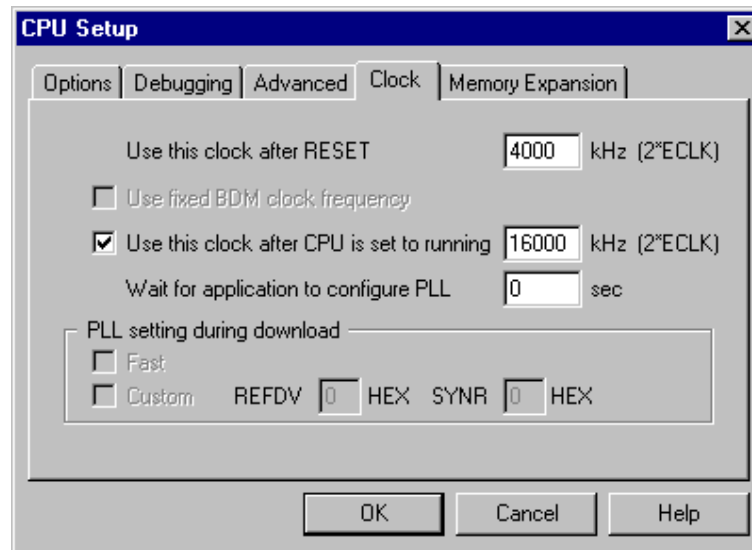 CPU Setup
Options Debugging Advanced Clock Memory Expansion
Use this clock after RESET 4000 kHz (2*ECLK)
Use fixed BDM clock frequency
Use this clock after CPU is set to running 16000 kHz (2*ECLK)
Wait for application to configure PLL 0 sec
PLL setting during download
Fast
Custom REFDV 0 HEX SYNR 0 HEX
OK Cancel Help